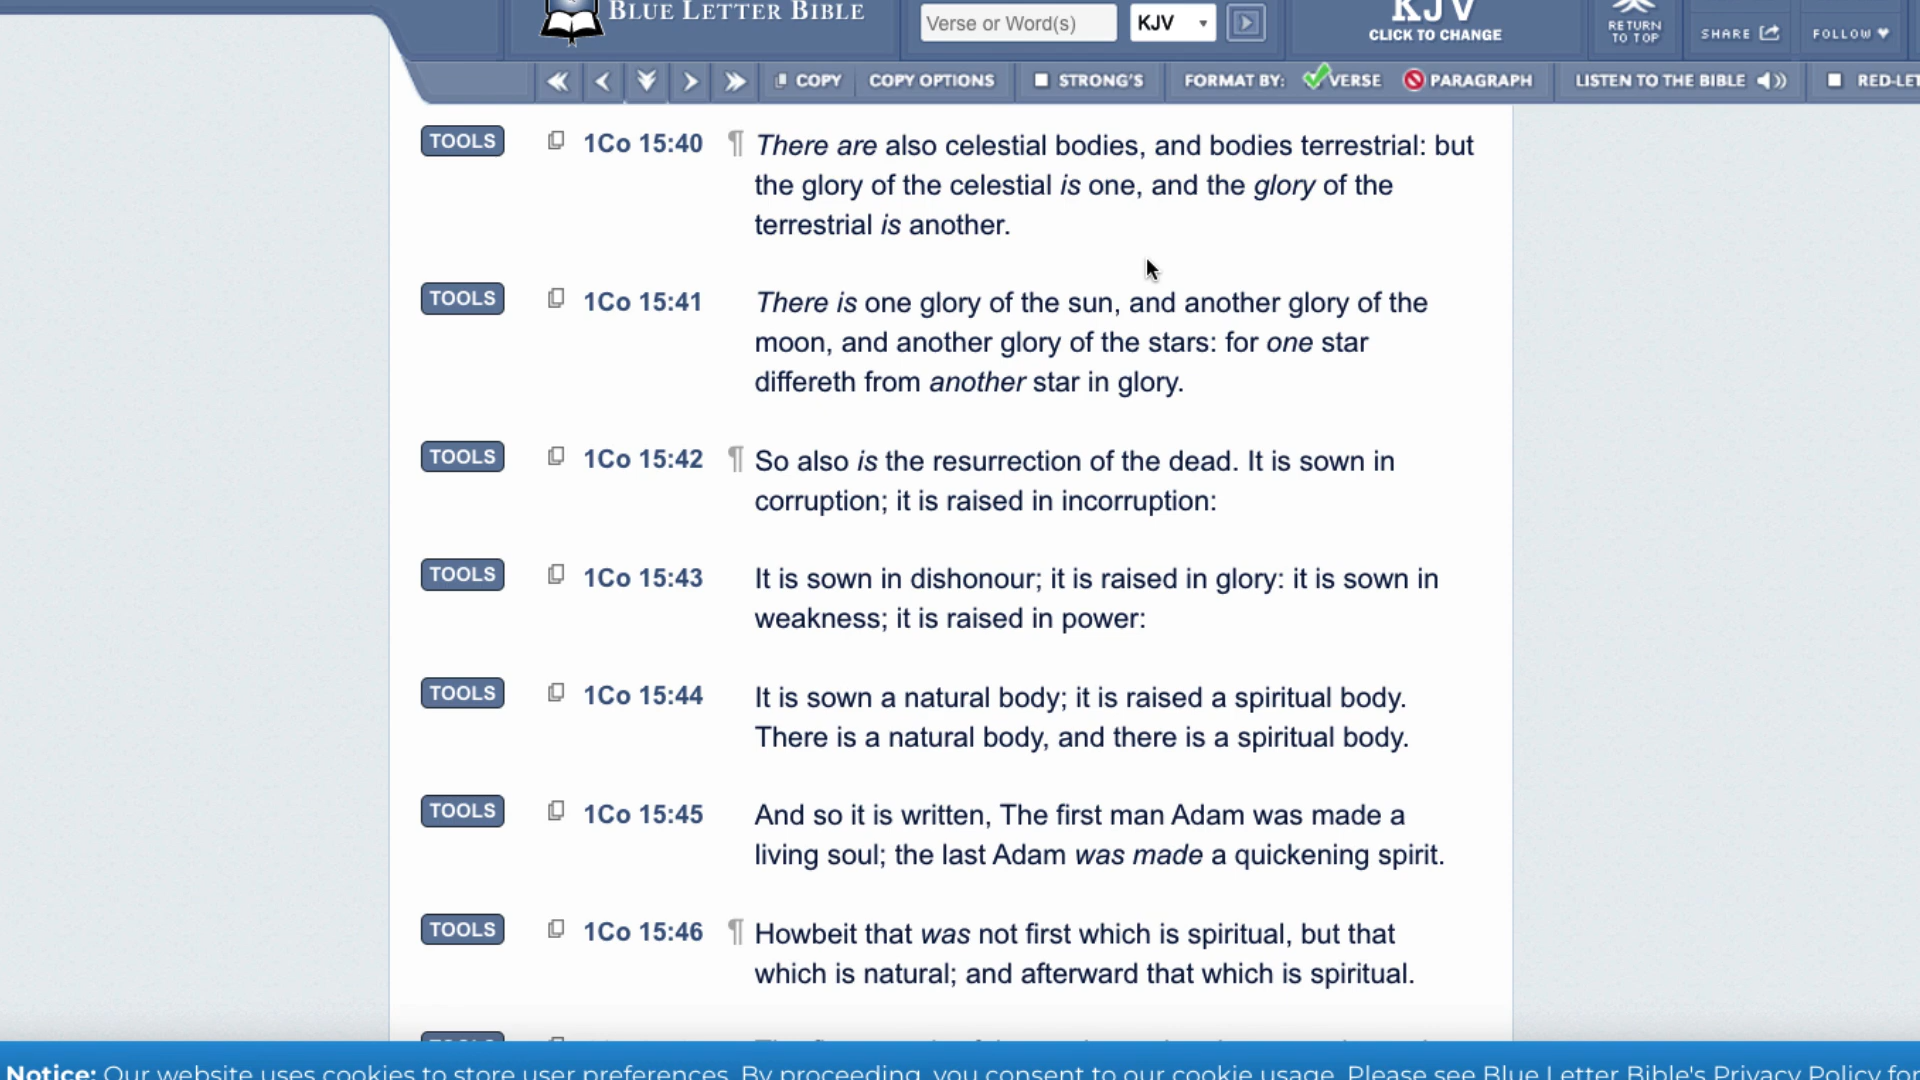 BLUE LETTER BIBLE
Verse or Word(s)
KJV
KJV
CLICK TO CHANGE
RETURN
TO TOP
SHARE
FOLLOW
COPY
COPY OPTIONS
STRONG'S
FORMAT BY:
VERSE
PARAGRAPH
LISTEN TO THE BIBLE
RED-LET
TOOLS 1Co 15:40 ¶ There are also celestial bodies, and bodies terrestrial: but
the glory of the celestial is one, and the glory of the
terrestrial is another.
TOOLS 1Co 15:41 There is one glory of the sun, and another glory of the
moon, and another glory of the stars: for one star
differeth from another star in glory.
TOOLS 1Co 15:42 ¶ So also is the resurrection of the dead. It is sown in
corruption; it is raised in incorruption:
TOOLS 1Co 15:43 It is sown in dishonour; it is raised in glory: it is sown in
weakness; it is raised in power:
TOOLS 1Co 15:44 It is sown a natural body; it is raised a spiritual body.
There is a natural body, and there is a spiritual body.
TOOLS 1Co 15:45 And so it is written, The first man Adam was made a
living soul; the last Adam was made a quickening spirit.
TOOLS 1Co 15:46 ¶ Howbeit that was not first which is spiritual, but that
which is natural; and afterward that which is spiritual.
Notice: Our website uses cookies to store user preferences. By proceeding, you consent to our cookie usage. Please see Blue Letter Bible's Privacy Policy for